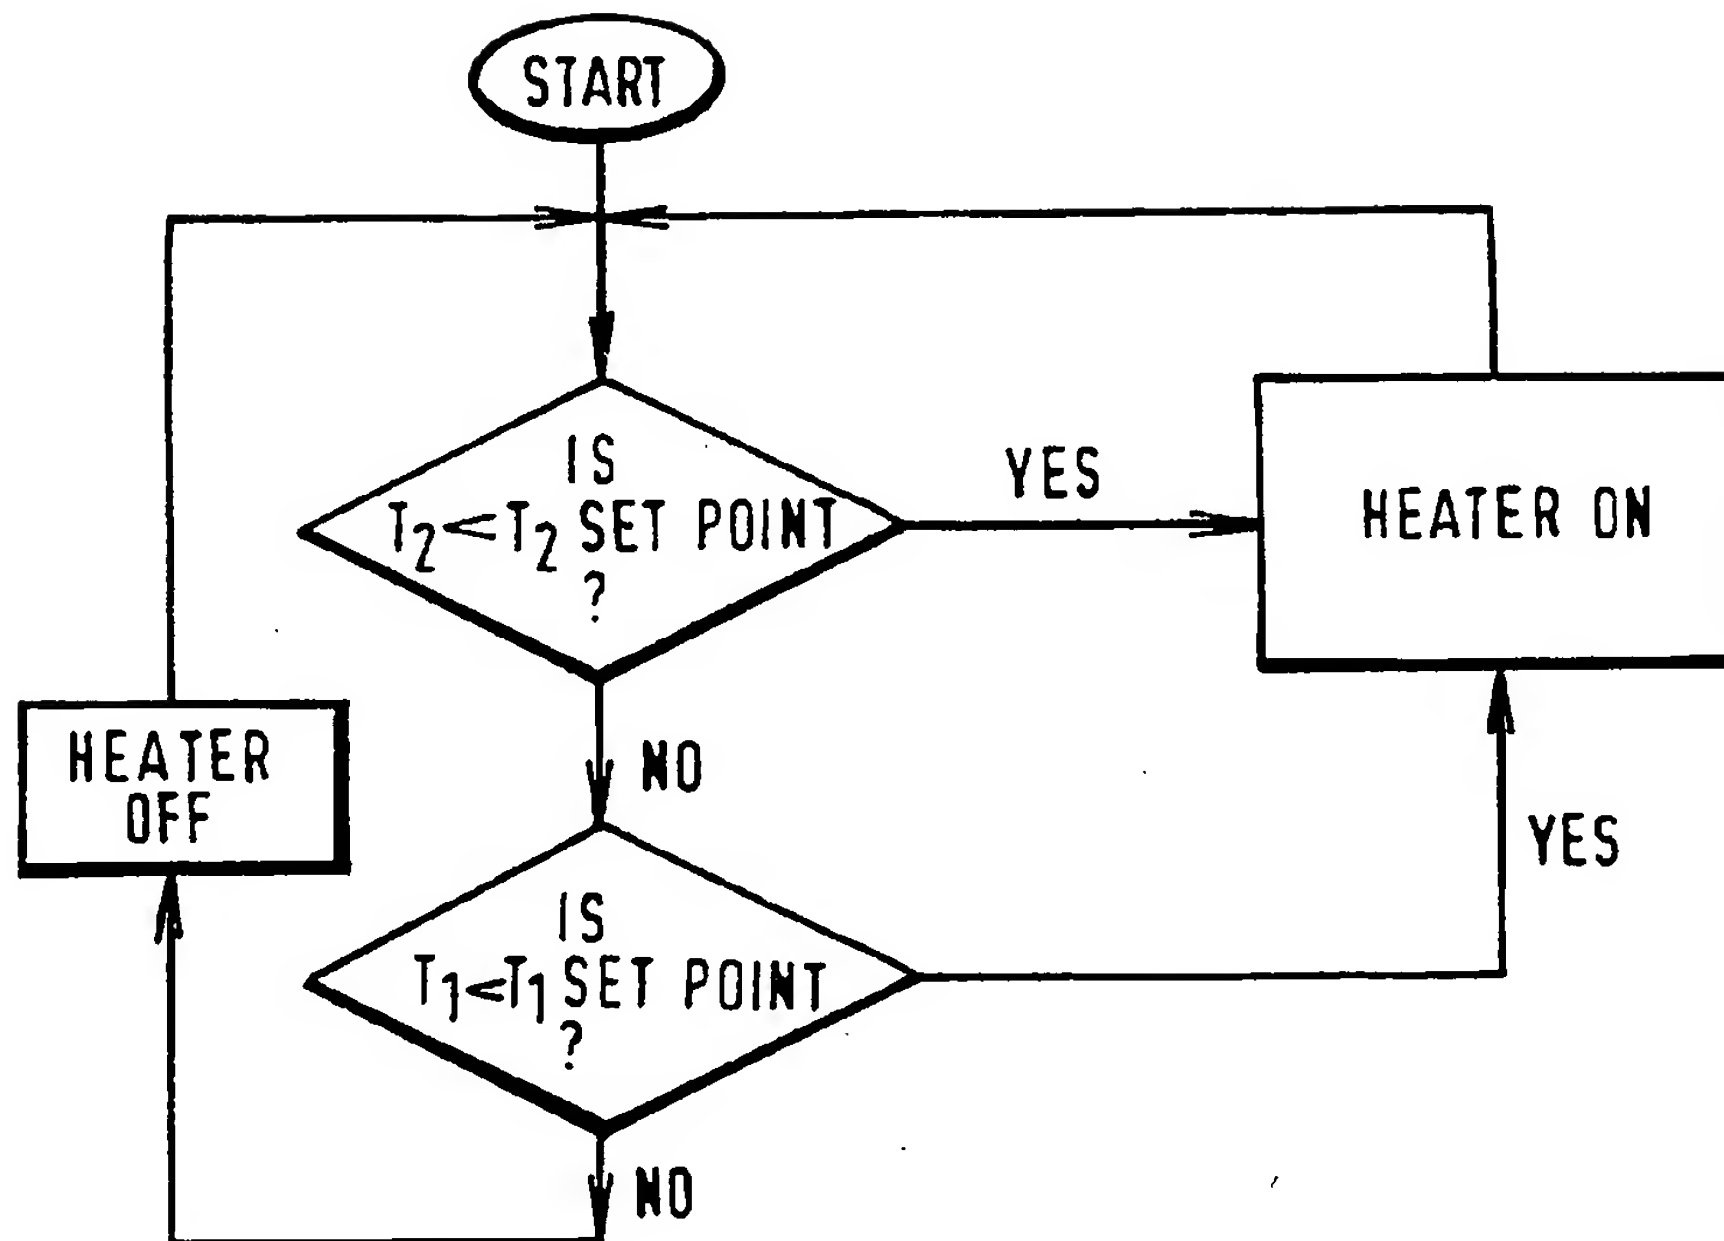 START
IS
T₂<T₂ SET POINT
?
YES
HEATER ON
NO
HEATER
OFF
YES
IS
T₁<T₁ SET POINT
?
NO